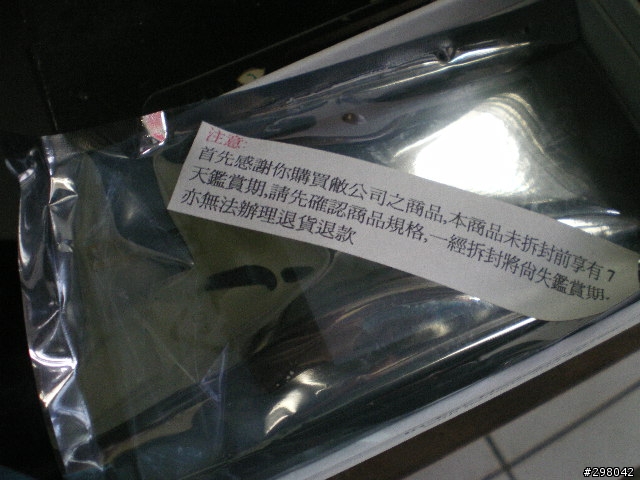 注意:
首先感謝你購買敝公司之商品,本商品未拆封前享有7
天鑑賞期,請先確認商品規格,一經拆封將尚失鑑賞期.
亦無法辦理退貨退款
#298042